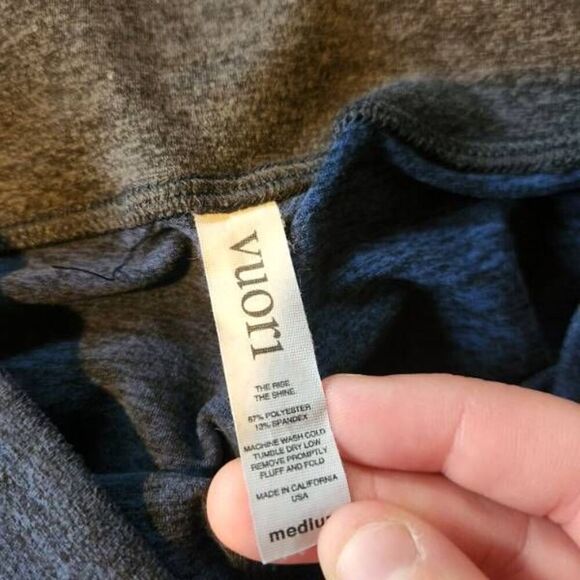 vuori
THE RISE
THE SHINE.
87% POLYESTER
13% SPANDEX
MACHINE WASH COLD
TUMBLE DRY LOW
REMOVE PROMPTLY
FLUFF AND FOLD
MADE IN CALIFORNIA
USA
mediu